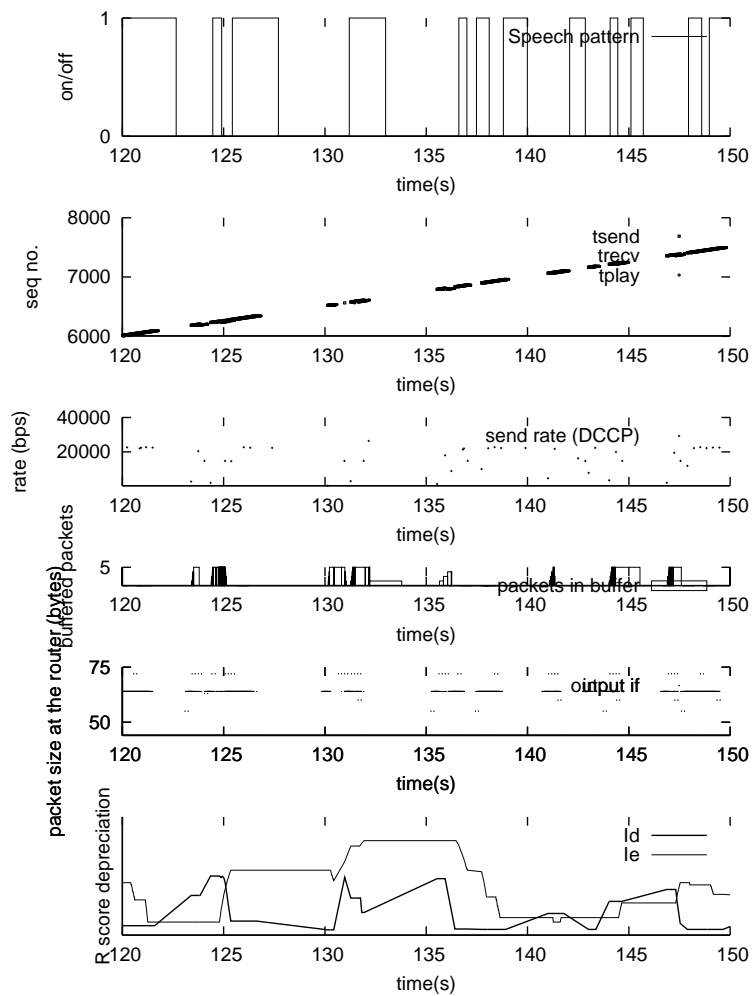 1
0
on/off
Speech pattern
120 125 130 135 140 145 150
time(s)
8000
7000
6000
seq no.
tsend
trecv
tplay
120 125 130 135 140 145 150
time(s)
40000
20000
rate (bps)
send rate (DCCP)
120 125 130 135 140 145 150
time(s)
5
buffered packets
packets in buffer
120 125 130 135 140 145 150
time(s)
75
50
packet size at the router (bytes)
input if
120 125 130 135 140 145 150
time(s)
R score depreciation
Id
Ie
120 125 130 135 140 145 150
time(s)